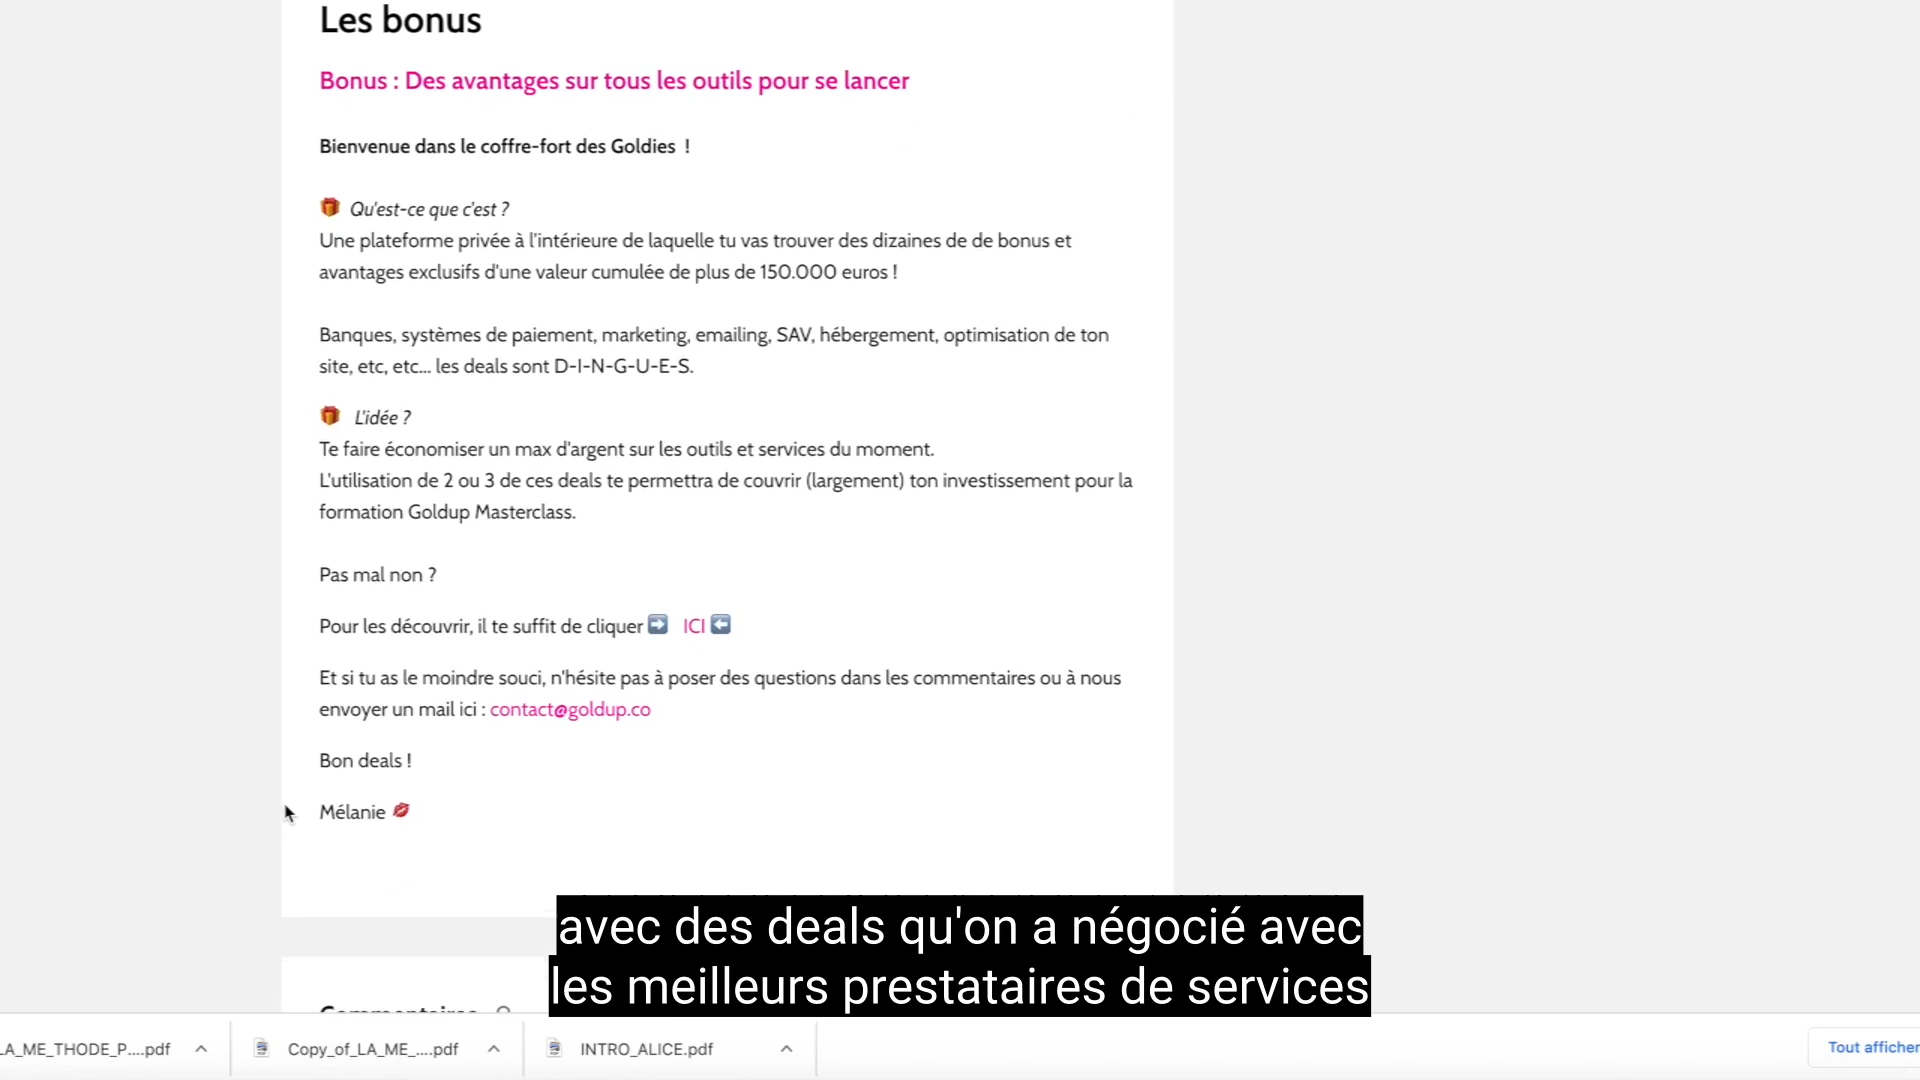 Les bonus
Bonus : Des avantages sur tous les outils pour se lancer
Bienvenue dans le coffre-fort des Goldies !
Qu'est-ce que c'est ?
Une plateforme privée à l'intérieure de laquelle tu vas trouver des dizaines de de bonus et
avantages exclusifs d'une valeur cumulée de plus de 150.000 euros !
Banques, systèmes de paiement, marketing, emailing, SAV, hébergement, optimisation de ton
site, etc, etc... les deals sont D-I-N-G-U-E-S.
L'idée ?
Te faire économiser un max d'argent sur les outils et services du moment.
L'utilisation de 2 ou 3 de ces deals te permettra de couvrir (largement) ton investissement pour la
formation Goldup Masterclass.
Pas mal non ?
Pour les découvrir, il te suffit de cliquer ➡️ ICI ⬅️
Et si tu as le moindre souci, n'hésite pas à poser des questions dans les commentaires ou à nous
envoyer un mail ici : contact@goldup.co
Bon deals !
Mélanie 💋
avec des deals qu'on a négocié avec
les meilleurs prestataires de services
Commentaires
LA_ME_THODE_P....pdf
Copy_of_LA_ME_....pdf
INTRO_ALICE.pdf
Tout afficher